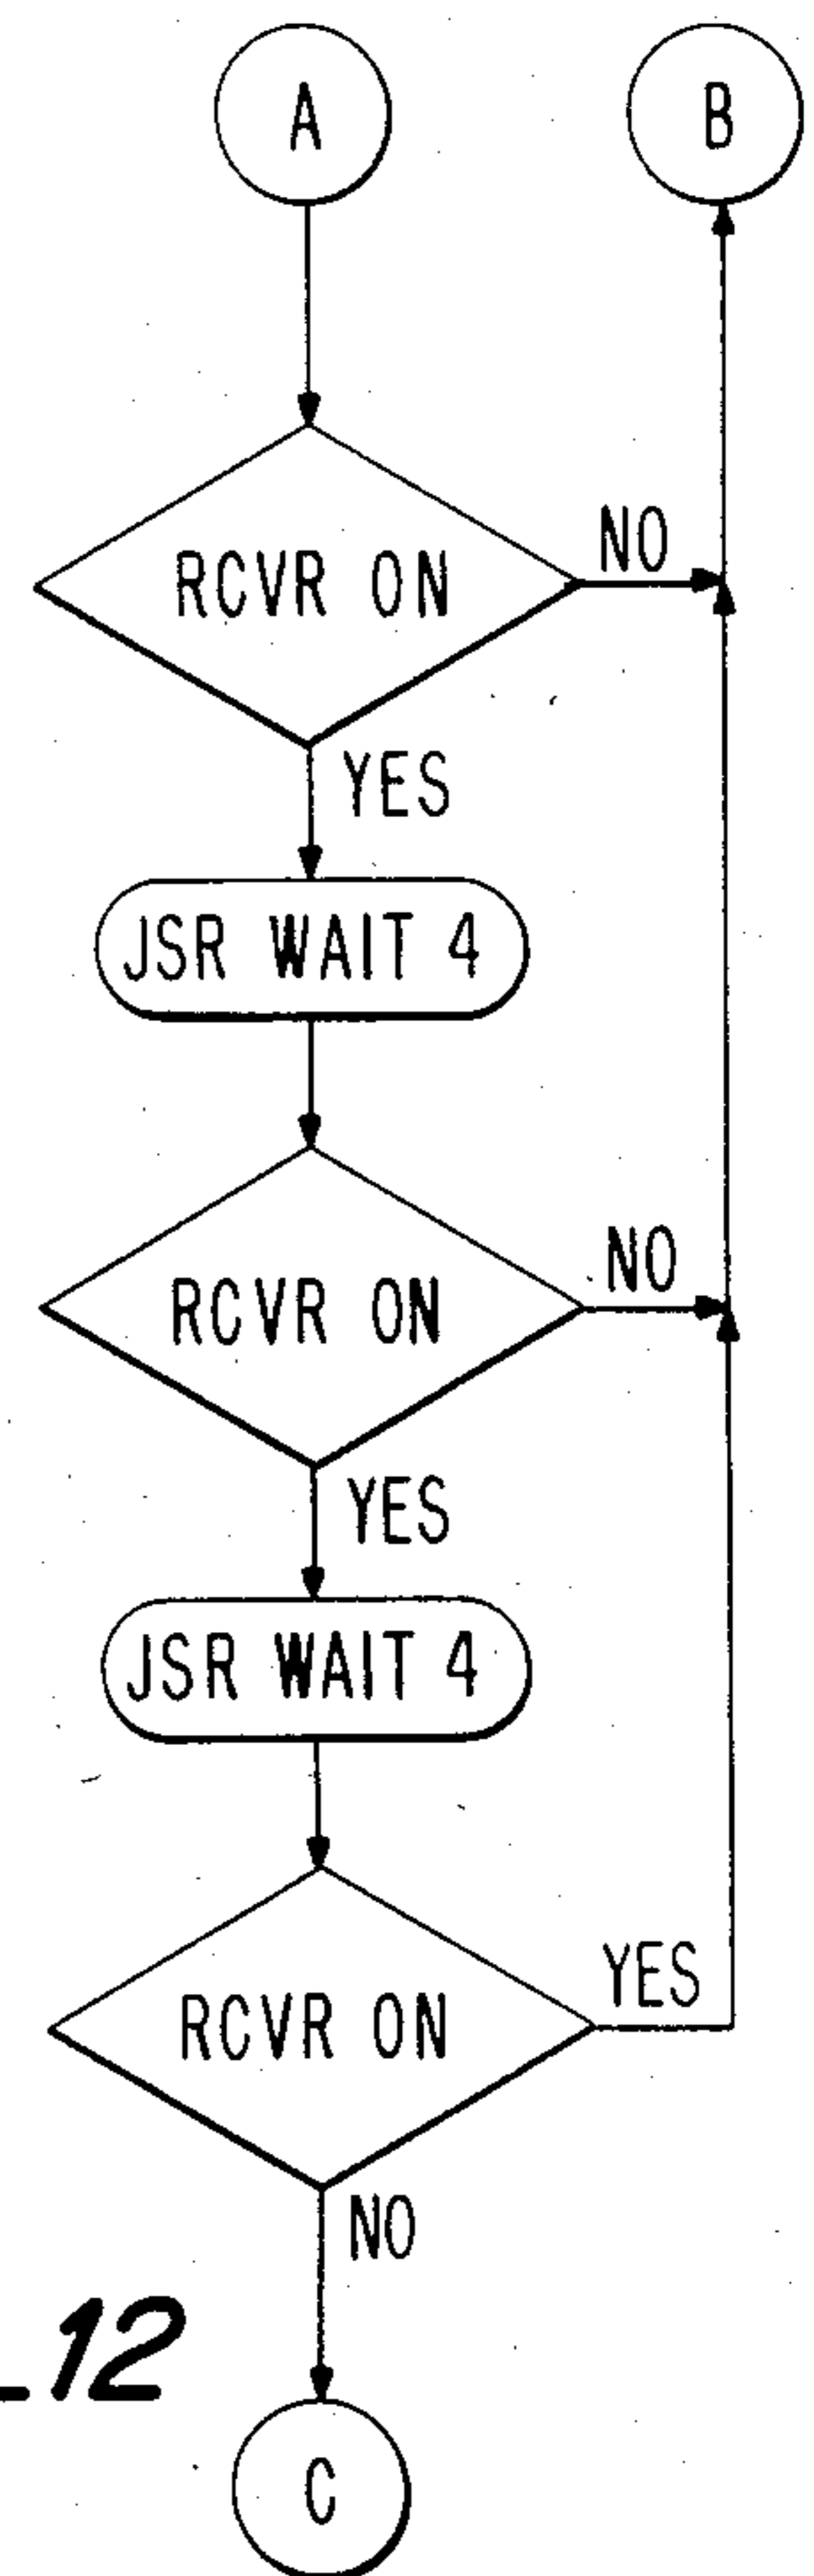 A
B
RCVR ON
NO
YES
JSR WAIT 4
RCVR ON
NO
YES
JSR WAIT 4
RCVR ON
YES
NO
12
C